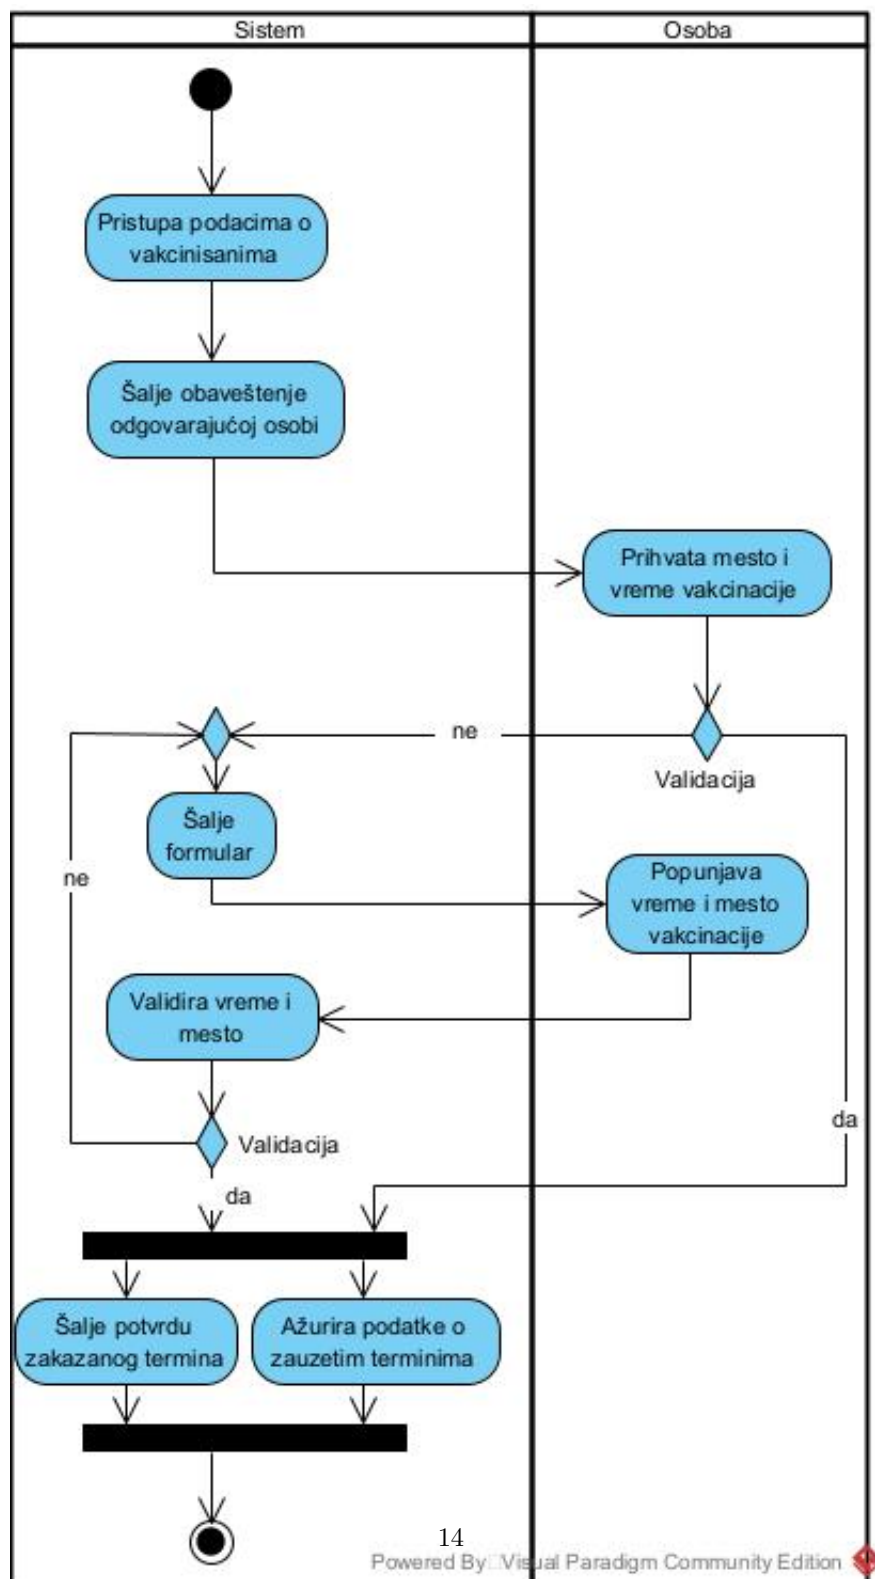 Sistem
Osoba
Pristupa podacima o
vakcinisanima
Šalje obaveštenje
odgovarajućoj osobi
Prihvata mesto i
vreme vakcinacije
ne
Validacija
Šalje
formular
ne
Popunjava
vreme i mesto
vakcinacije
Validira vreme i
mesto
da
Validacija
da
Šalje potvrdu
zakazanog termina
Ažurira podatke o
zauzetim terminima
14
Powered By Visual Paradigm Community Edition